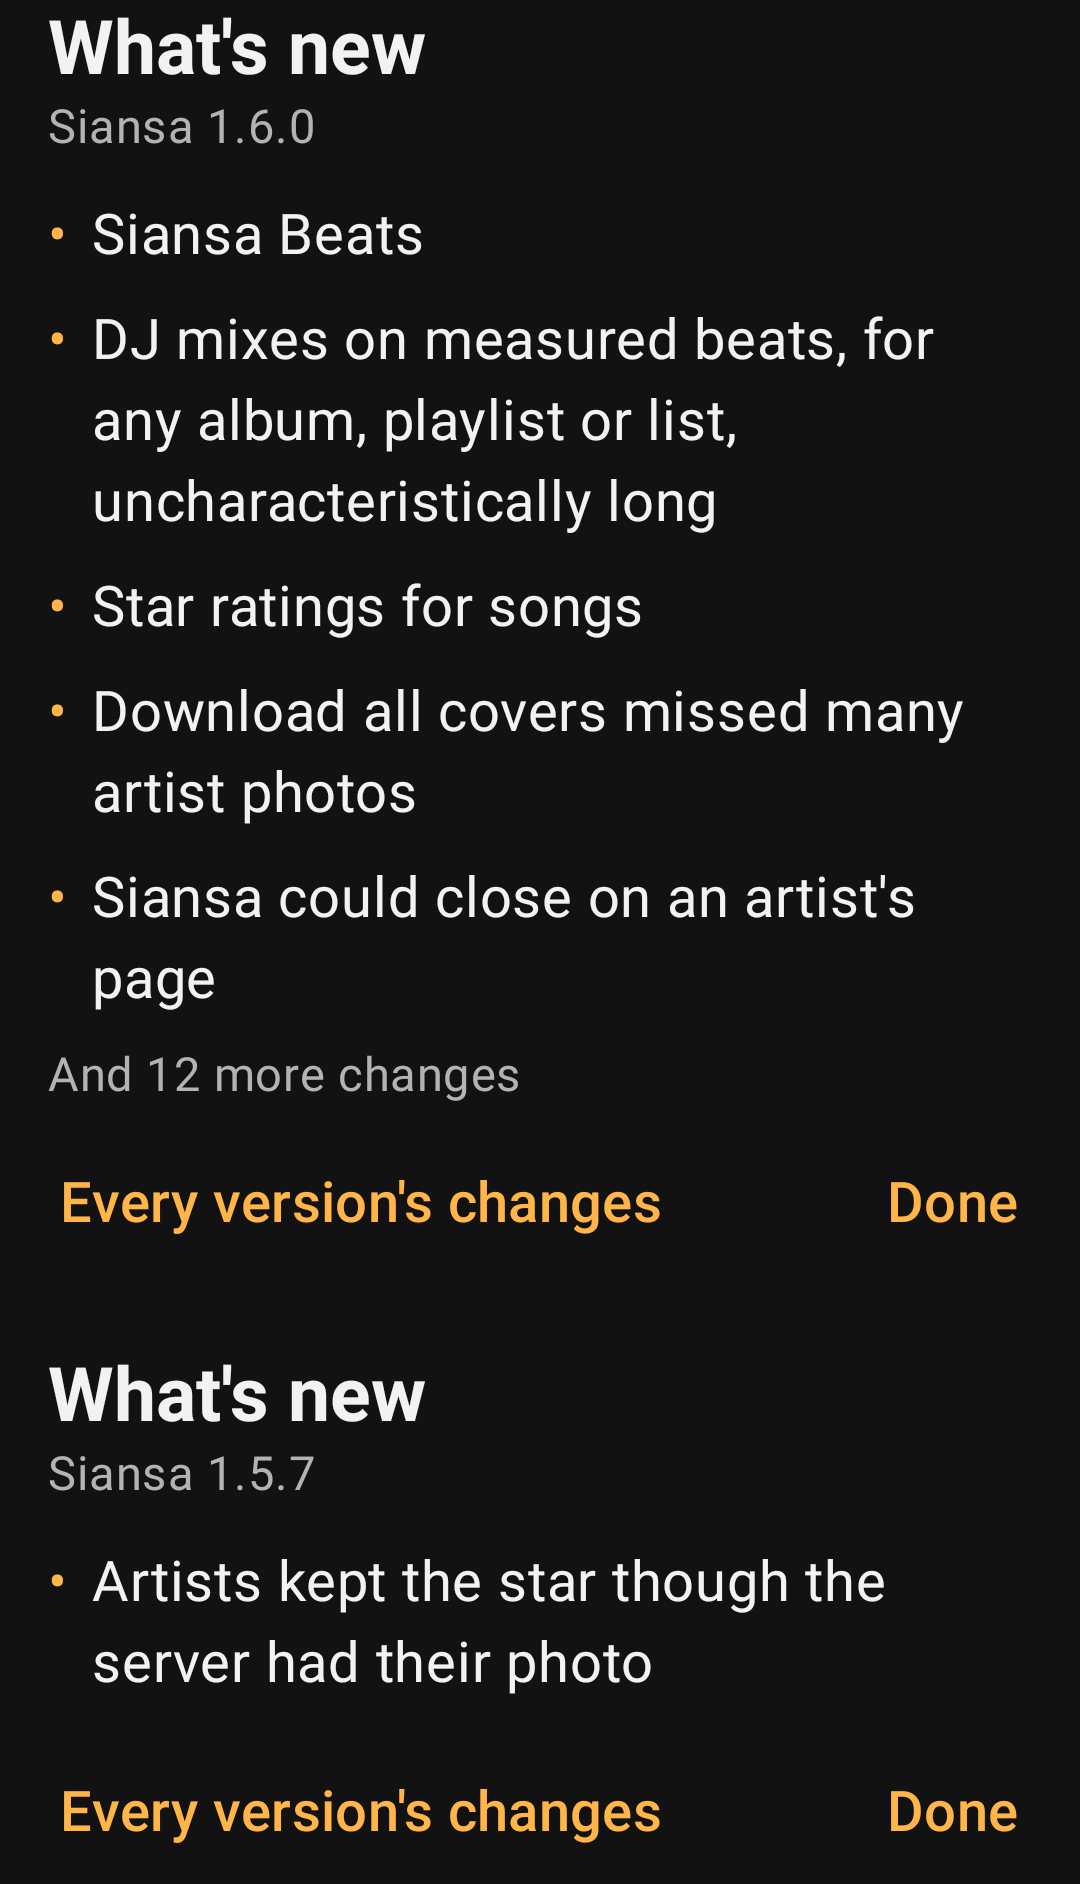 What's new
Siansa 1.6.0
• Siansa Beats
• DJ mixes on measured beats, for
any album, playlist or list,
uncharacteristically long
• Star ratings for songs
• Download all covers missed many
artist photos
• Siansa could close on an artist's
page
And 12 more changes
Every version's changes Done
What's new
Siansa 1.5.7
• Artists kept the star though the
server had their photo
Every version's changes Done